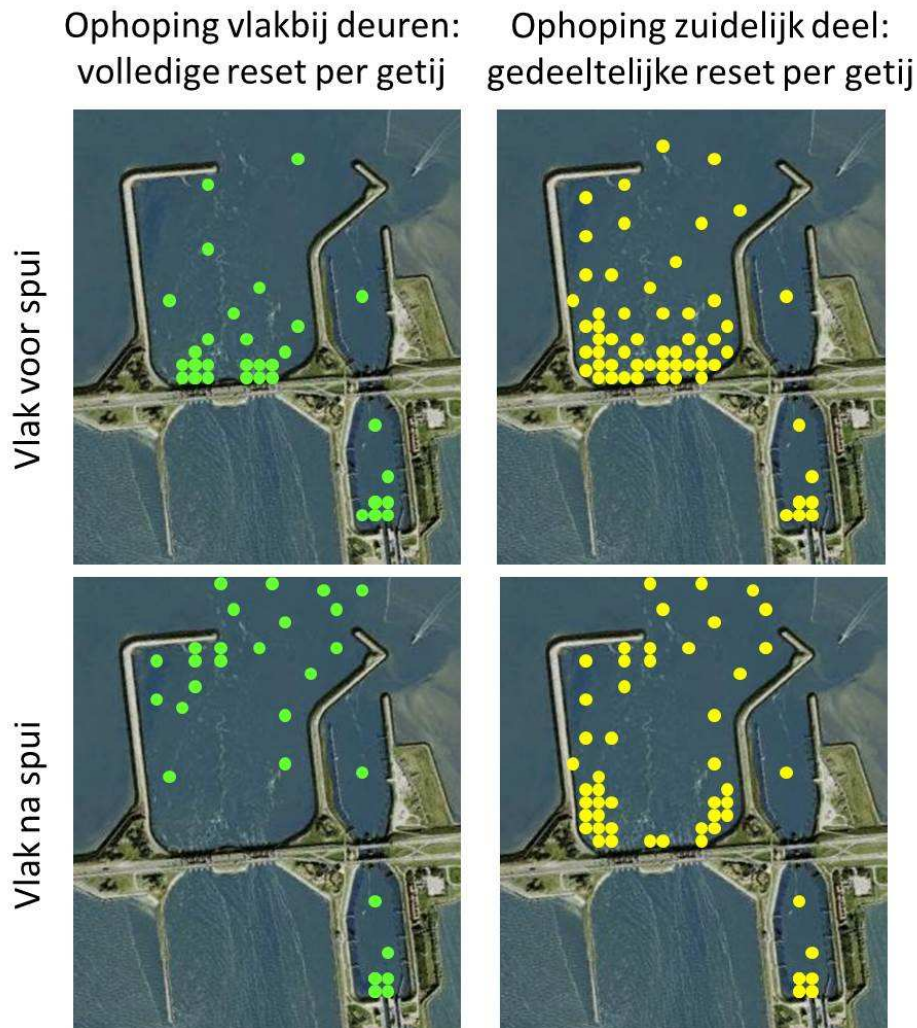 Ophoping vlakbij deuren:
volledige reset per getij
Ophoping zuidelijk deel:
gedeeltelijke reset per getij
Vlak voor spui
Vlak na spui